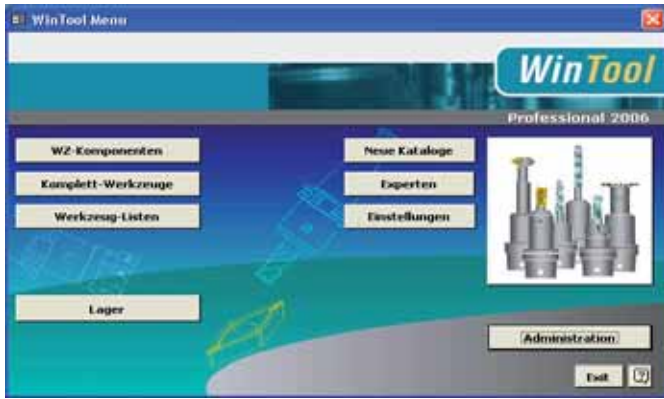 WinTool Menu
WinTool
Professional 2006
WZ-Komponenten
Komplett-Werkzeuge
Werkzeug-Listen
Lager
Neue Kataloge
Experten
Einstellungen
Administration
Exit
?